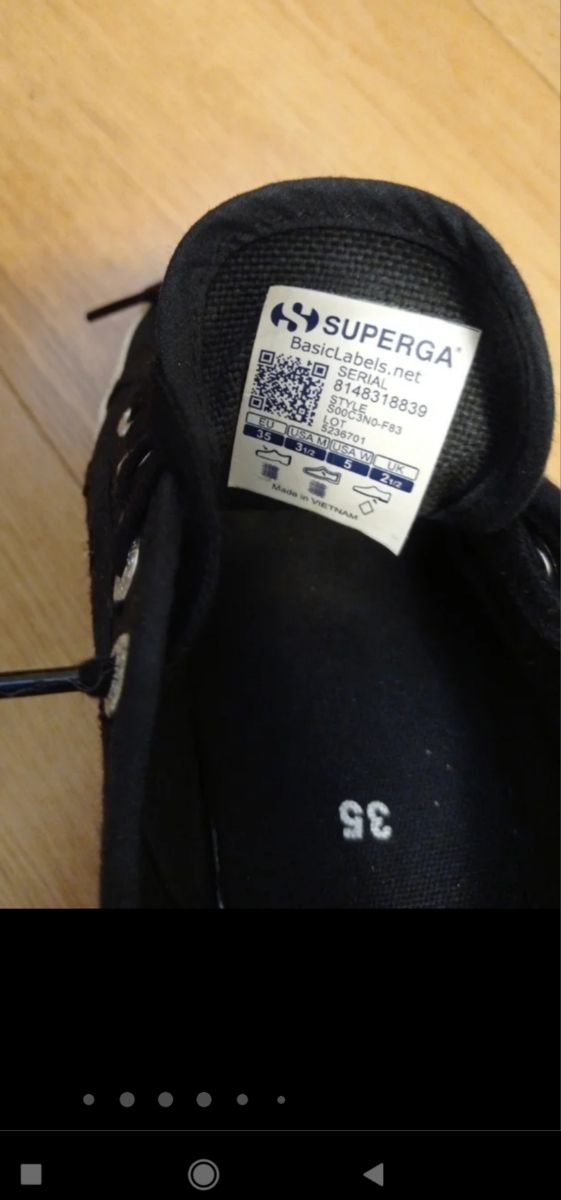 SUPERGA®
BasicLabels.net
SERIAL
8148318839
STYLE
S00C3N0-F83
LOT
5236701
EU USA M USA W UK
35 3 1/2 5 2 1/2
Made in VIETNAM
35